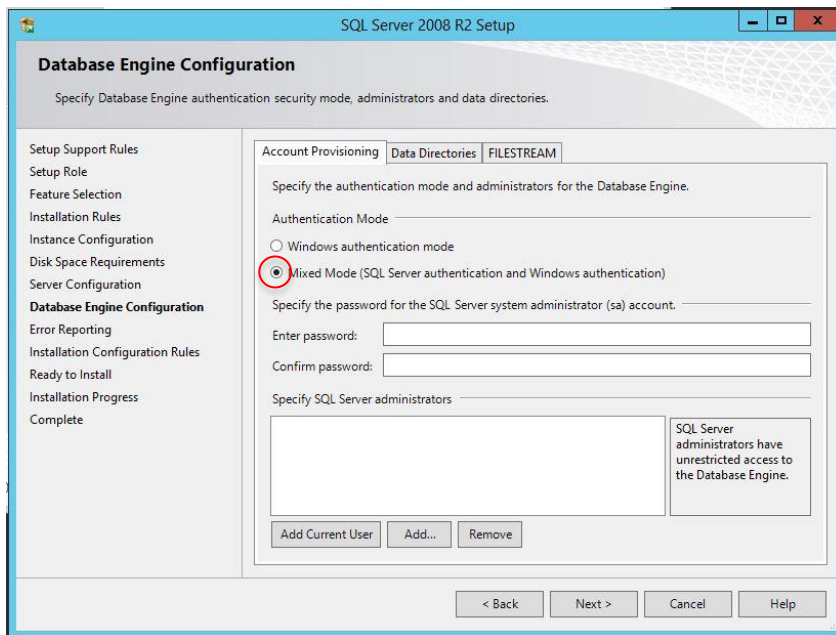 SQL Server 2008 R2 Setup
Database Engine Configuration
Specify Database Engine authentication security mode, administrators and data directories.
Setup Support Rules
Setup Role
Feature Selection
Installation Rules
Instance Configuration
Disk Space Requirements
Server Configuration
Database Engine Configuration
Error Reporting
Installation Configuration Rules
Ready to Install
Installation Progress
Complete
Account Provisioning Data Directories FILESTREAM
Specify the authentication mode and administrators for the Database Engine.
Authentication Mode
Windows authentication mode
Mixed Mode (SQL Server authentication and Windows authentication)
Specify the password for the SQL Server system administrator (sa) account.
Enter password:
Confirm password:
Specify SQL Server administrators
SQL Server
administrators have
unrestricted access to
the Database Engine.
Add Current User Add... Remove
< Back Next > Cancel Help